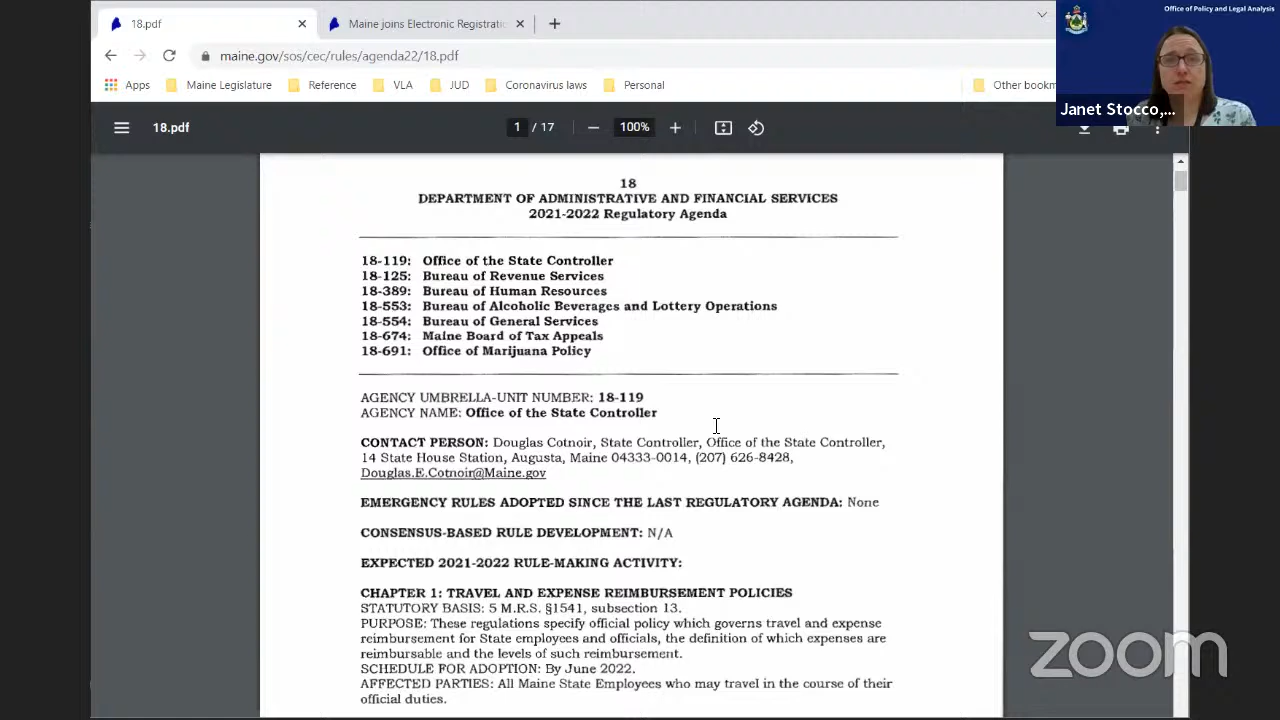 18.pdf
Maine joins Electronic Registratio
maine.gov/sos/cec/rules/agenda22/18.pdf
Apps
Maine Legislature
Reference
VLA
JUD
Coronavirus laws
Personal
Other bookm
Office of Policy and Legal Analysis
Janet Stocco,...
18.pdf
1 / 17
100%
18
DEPARTMENT OF ADMINISTRATIVE AND FINANCIAL SERVICES
2021-2022 Regulatory Agenda
18-119: Office of the State Controller
18-125: Bureau of Revenue Services
18-389: Bureau of Human Resources
18-553: Bureau of Alcoholic Beverages and Lottery Operations
18-554: Bureau of General Services
18-674: Maine Board of Tax Appeals
18-691: Office of Marijuana Policy
AGENCY UMBRELLA-UNIT NUMBER: 18-119
AGENCY NAME: Office of the State Controller
CONTACT PERSON: Douglas Cotnoir, State Controller, Office of the State Controller,
14 State House Station, Augusta, Maine 04333-0014, (207) 626-8428,
Douglas.E.Cotnoir@Maine.gov
EMERGENCY RULES ADOPTED SINCE THE LAST REGULATORY AGENDA: None
CONSENSUS-BASED RULE DEVELOPMENT: N/A
EXPECTED 2021-2022 RULE-MAKING ACTIVITY:
CHAPTER 1: TRAVEL AND EXPENSE REIMBURSEMENT POLICIES
STATUTORY BASIS: 5 M.R.S. §1541, subsection 13.
PURPOSE: These regulations specify official policy which governs travel and expense
reimbursement for State employees and officials, the definition of which expenses are
reimbursable and the levels of such reimbursement.
SCHEDULE FOR ADOPTION: By June 2022.
AFFECTED PARTIES: All Maine State Employees who may travel in the course of their
official duties.
zoom